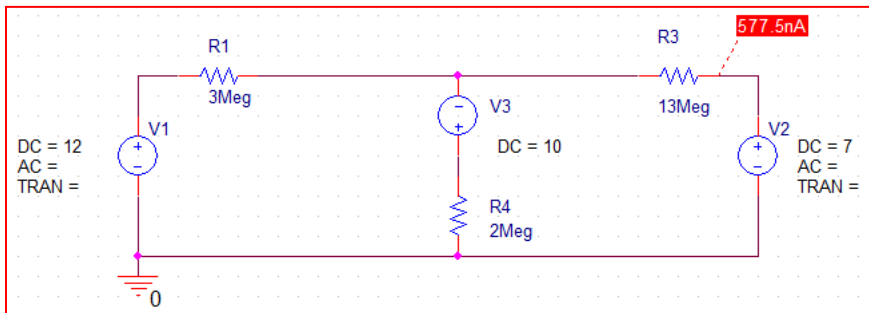 577.5nA
R1
3Meg
R3
13Meg
V3
DC = 10
V1
DC = 12
AC =
TRAN =
V2
DC = 7
AC =
TRAN =
R4
2Meg
0